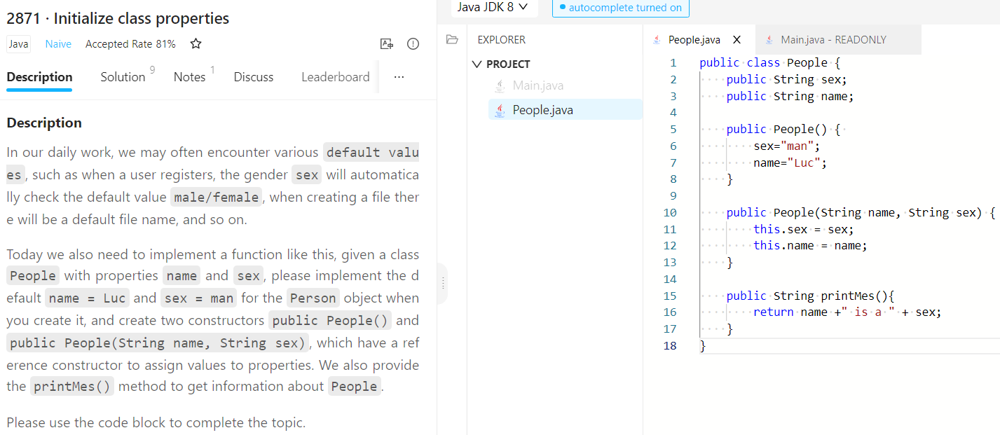 2871 · Initialize class properties
Java Naive Accepted Rate 81%
Description Solution 9 Notes 1 Discuss Leaderboard ...
Description
In our daily work, we may often encounter various default valu
es, such as when a user registers, the gender sex will automatica
lly check the default value male/female, when creating a file ther
e will be a default file name, and so on.
Today we also need to implement a function like this, given a class
People with properties name and sex, please implement the d
efault name = Luc and sex = man for the Person object when
you create it, and create two constructors public People() and
public People(String name, String sex), which have a ref
erence constructor to assign values to properties. We also provide
the printMes() method to get information about People.
Please use the code block to complete the topic.
Java JDK 8 autocomplete turned on
EXPLORER
PROJECT
Main.java
People.java
People.java X Main.java - READONLY
1 public class People {
2 public String sex;
3 public String name;
4
5 public People() {
6 sex="man";
7 name="Luc";
8 }
9
10 public People(String name, String sex) {
11 this.sex = sex;
12 this.name = name;
13 }
14
15 public String printMes(){
16 return name +" is a " + sex;
17 }
18 }